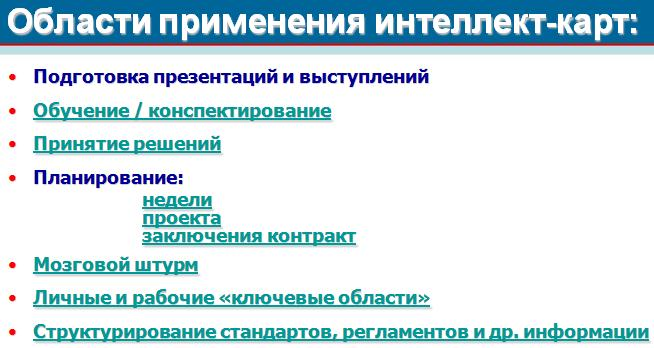 Области применения интеллект-карт:
• Подготовка презентаций и выступлений
• Обучение / конспектирование
• Принятие решений
• Планирование:
недели
проекта
заключения контракт
• Мозговой штурм
• Личные и рабочие «ключевые области»
• Структурирование стандартов, регламентов и др. информации